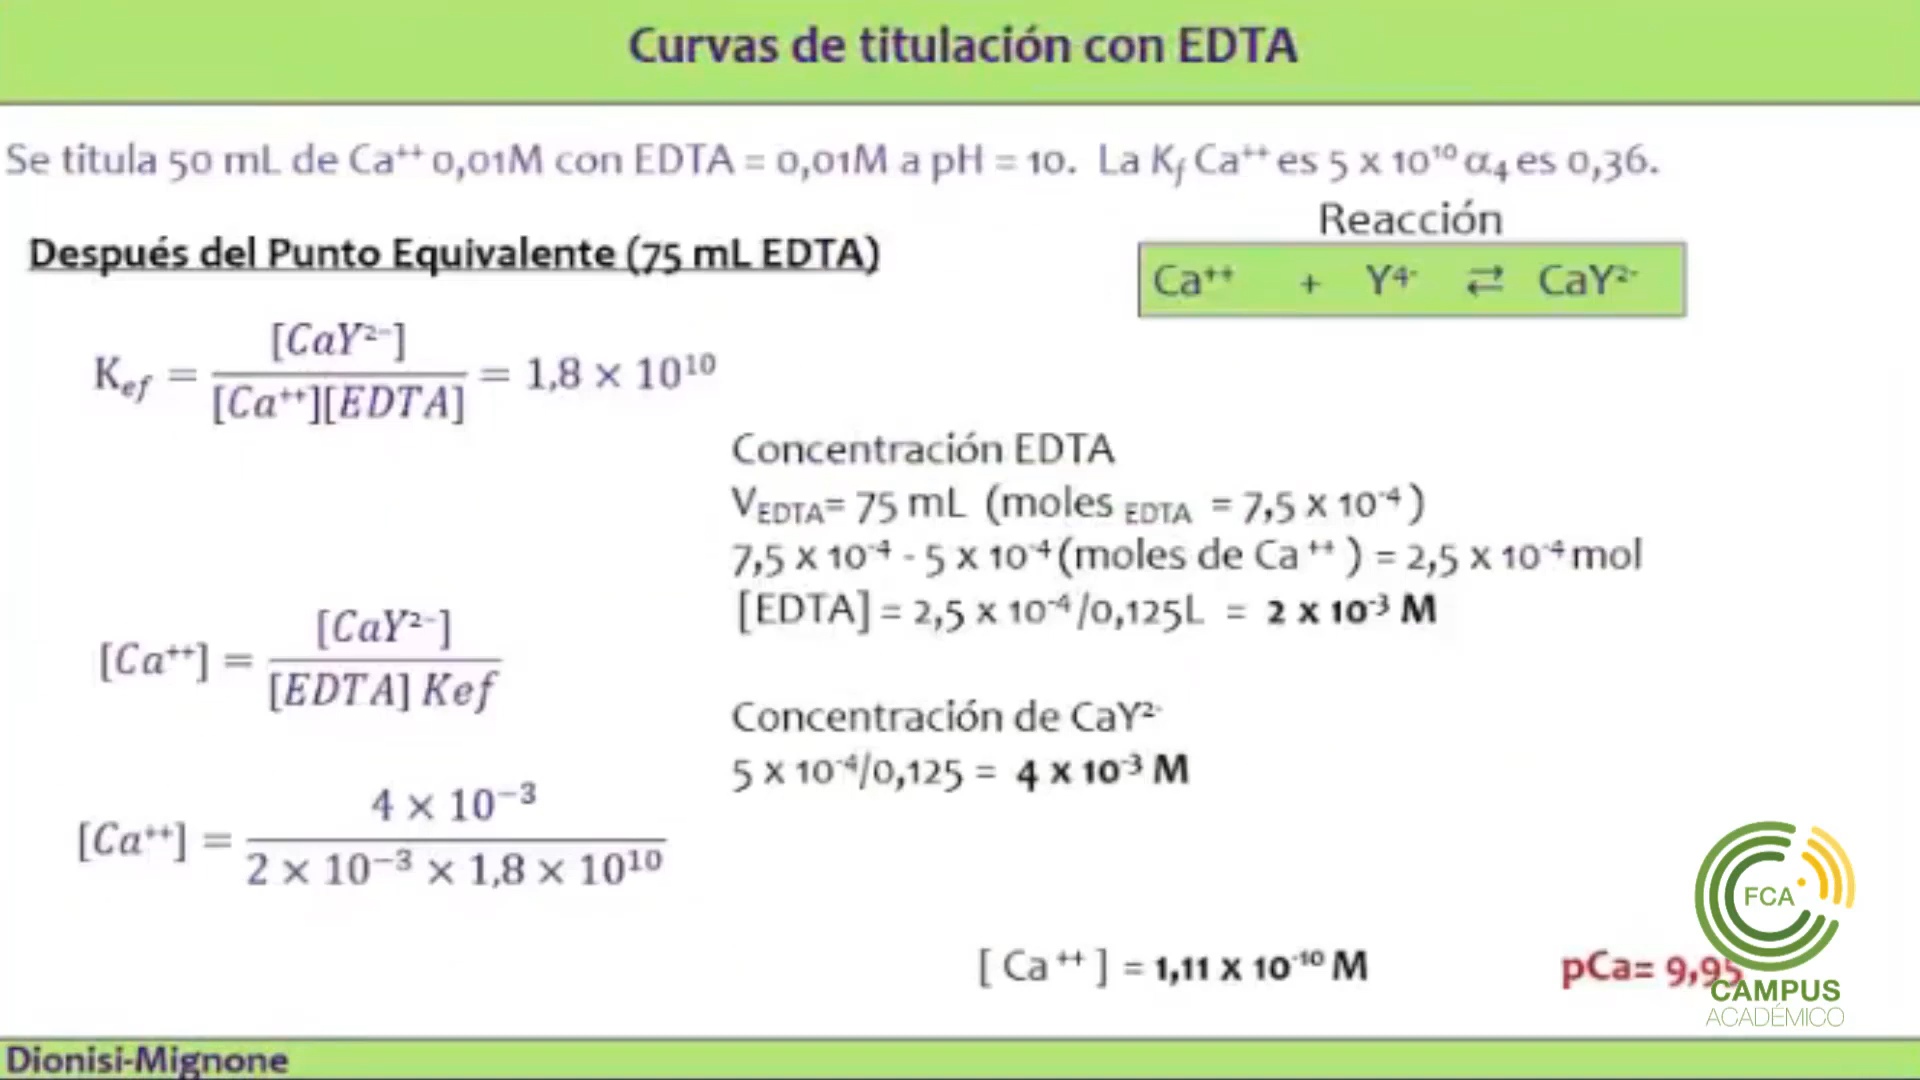 Curvas de titulación con EDTA
Se titula 50 mL de Ca⁺⁺ 0,01M con EDTA = 0,01M a pH = 10. La K_f Ca⁺⁺ es 5 x 10¹⁰ α₄ es 0,36.
Reacción
Después del Punto Equivalente (75 mL EDTA)
Ca⁺⁺ + Y⁴⁻ ⇄ CaY²⁻
K_ef = [CaY²⁻] / [Ca⁺⁺][EDTA] = 1,8 × 10¹⁰
Concentración EDTA
V_EDTA= 75 mL (moles _EDTA = 7,5 x 10⁻⁴)
7,5 x 10⁻⁴ - 5 x 10⁻⁴ (moles de Ca⁺⁺) = 2,5 x 10⁻⁴ mol
[EDTA] = 2,5 x 10⁻⁴/0,125L = 2 x 10⁻³ M
[Ca⁺⁺] = [CaY²⁻] / [EDTA] Kef
Concentración de CaY²⁻
5 x 10⁻⁴/0,125 = 4 x 10⁻³ M
[Ca⁺⁺] = 4 × 10⁻³ / 2 × 10⁻³ × 1,8 × 10¹⁰
[Ca⁺⁺] = 1,11 x 10⁻¹⁰ M
pCa= 9,95
FCA
CAMPUS
ACADÉMICO
Dionisi-Mignone